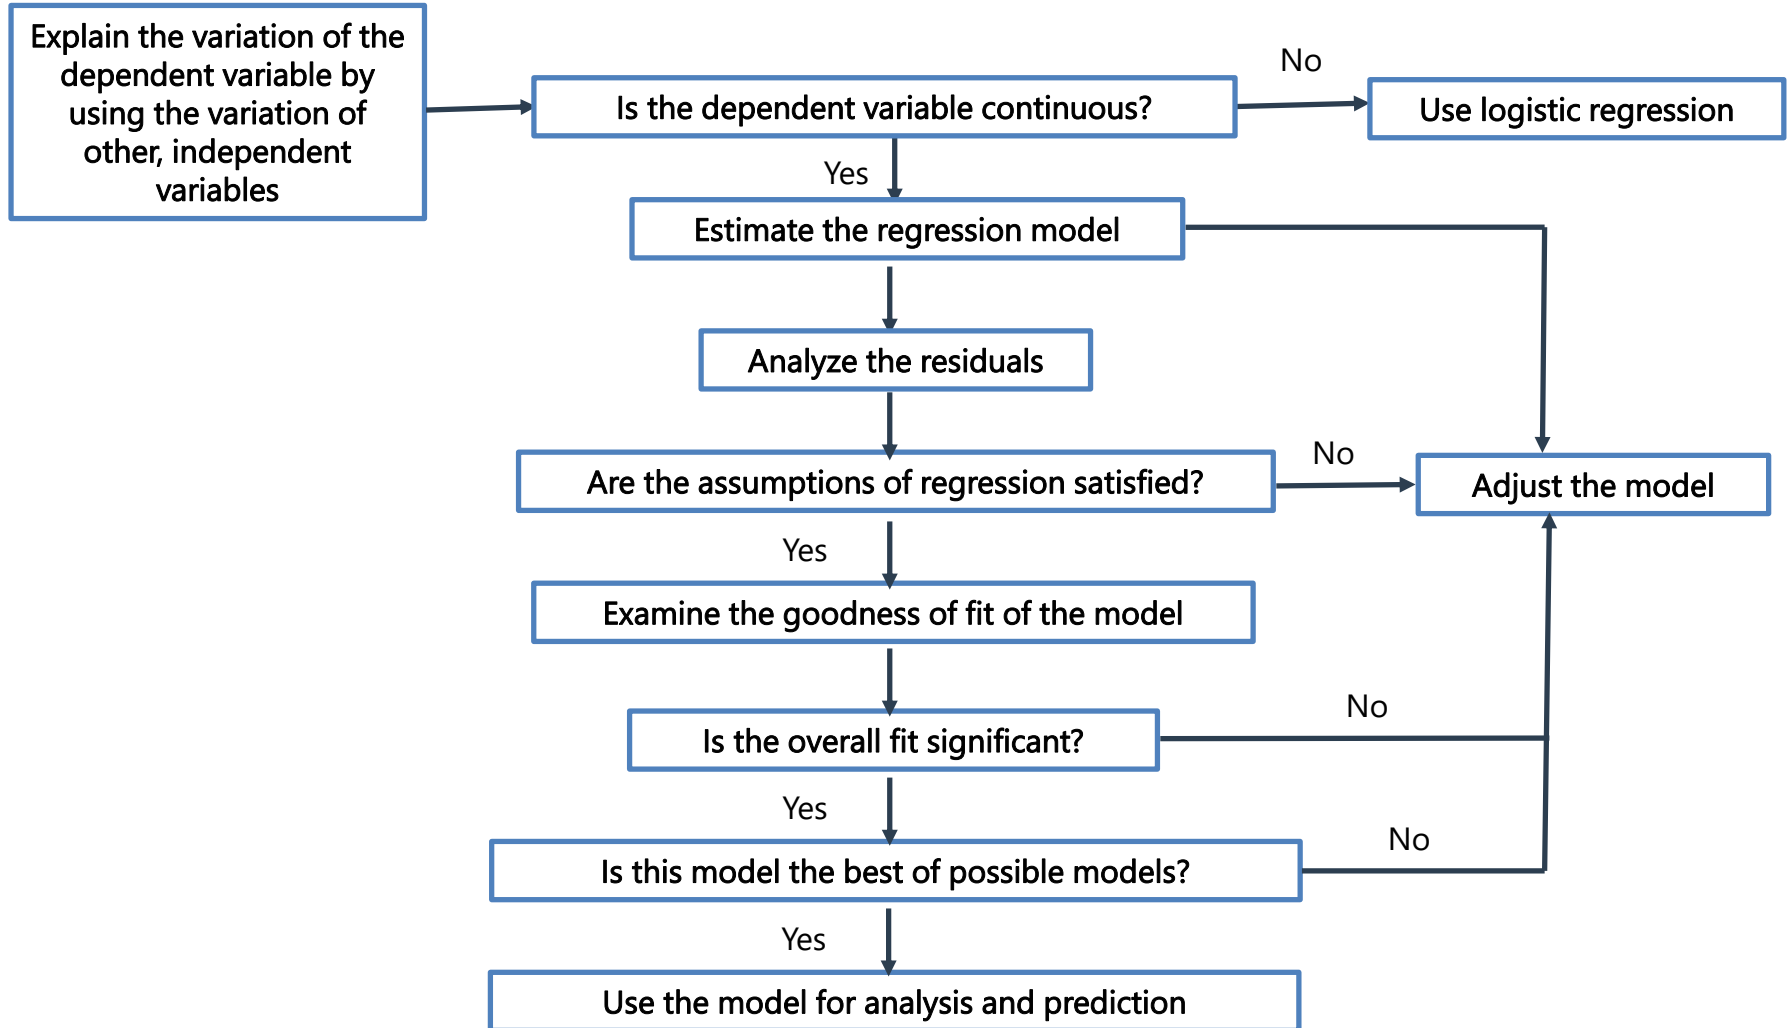 Explain the variation of the
dependent variable by
using the variation of
other, independent
variables
Is the dependent variable continuous?
No
Use logistic regression
Yes
Estimate the regression model
Analyze the residuals
Are the assumptions of regression satisfied?
No
Adjust the model
Yes
Examine the goodness of fit of the model
Is the overall fit significant?
No
Yes
Is this model the best of possible models?
No
Yes
Use the model for analysis and prediction